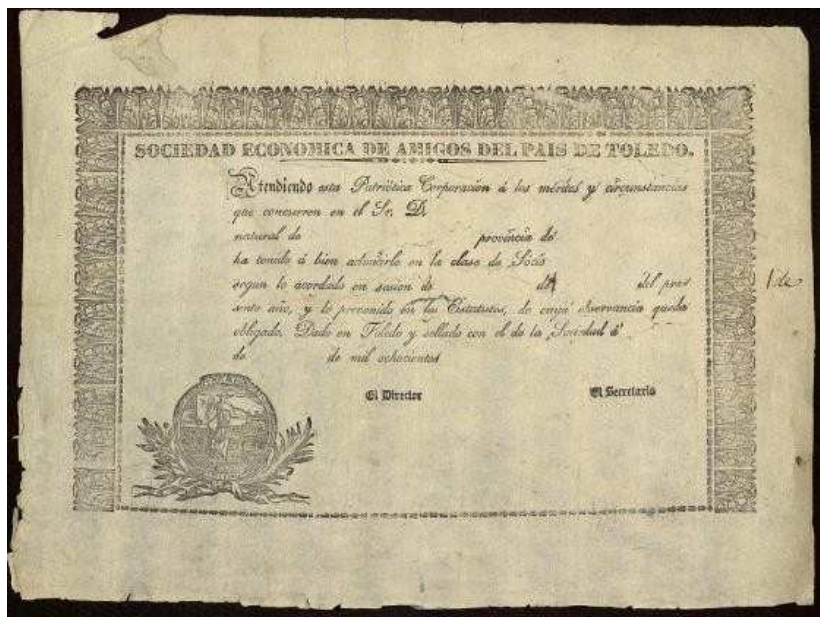 SOCIEDAD ECONOMICA DE AMIGOS DEL PAIS DE TOLEDO.
Atendiendo esta Patriótica Corporación á los méritos y circunstancias
que concurren en el Sr. D.
natural de provincia de
ha tenido á bien admitirle en la clase de Sócio
segun lo acordado en sesion de de del pre
sente año, y lo prevenido en los Estatutos, de cuya observancia queda
obligado. Dado en Toledo y sellado con el de la Sociedad á
de de mil ochocientos
El Director El Secretario